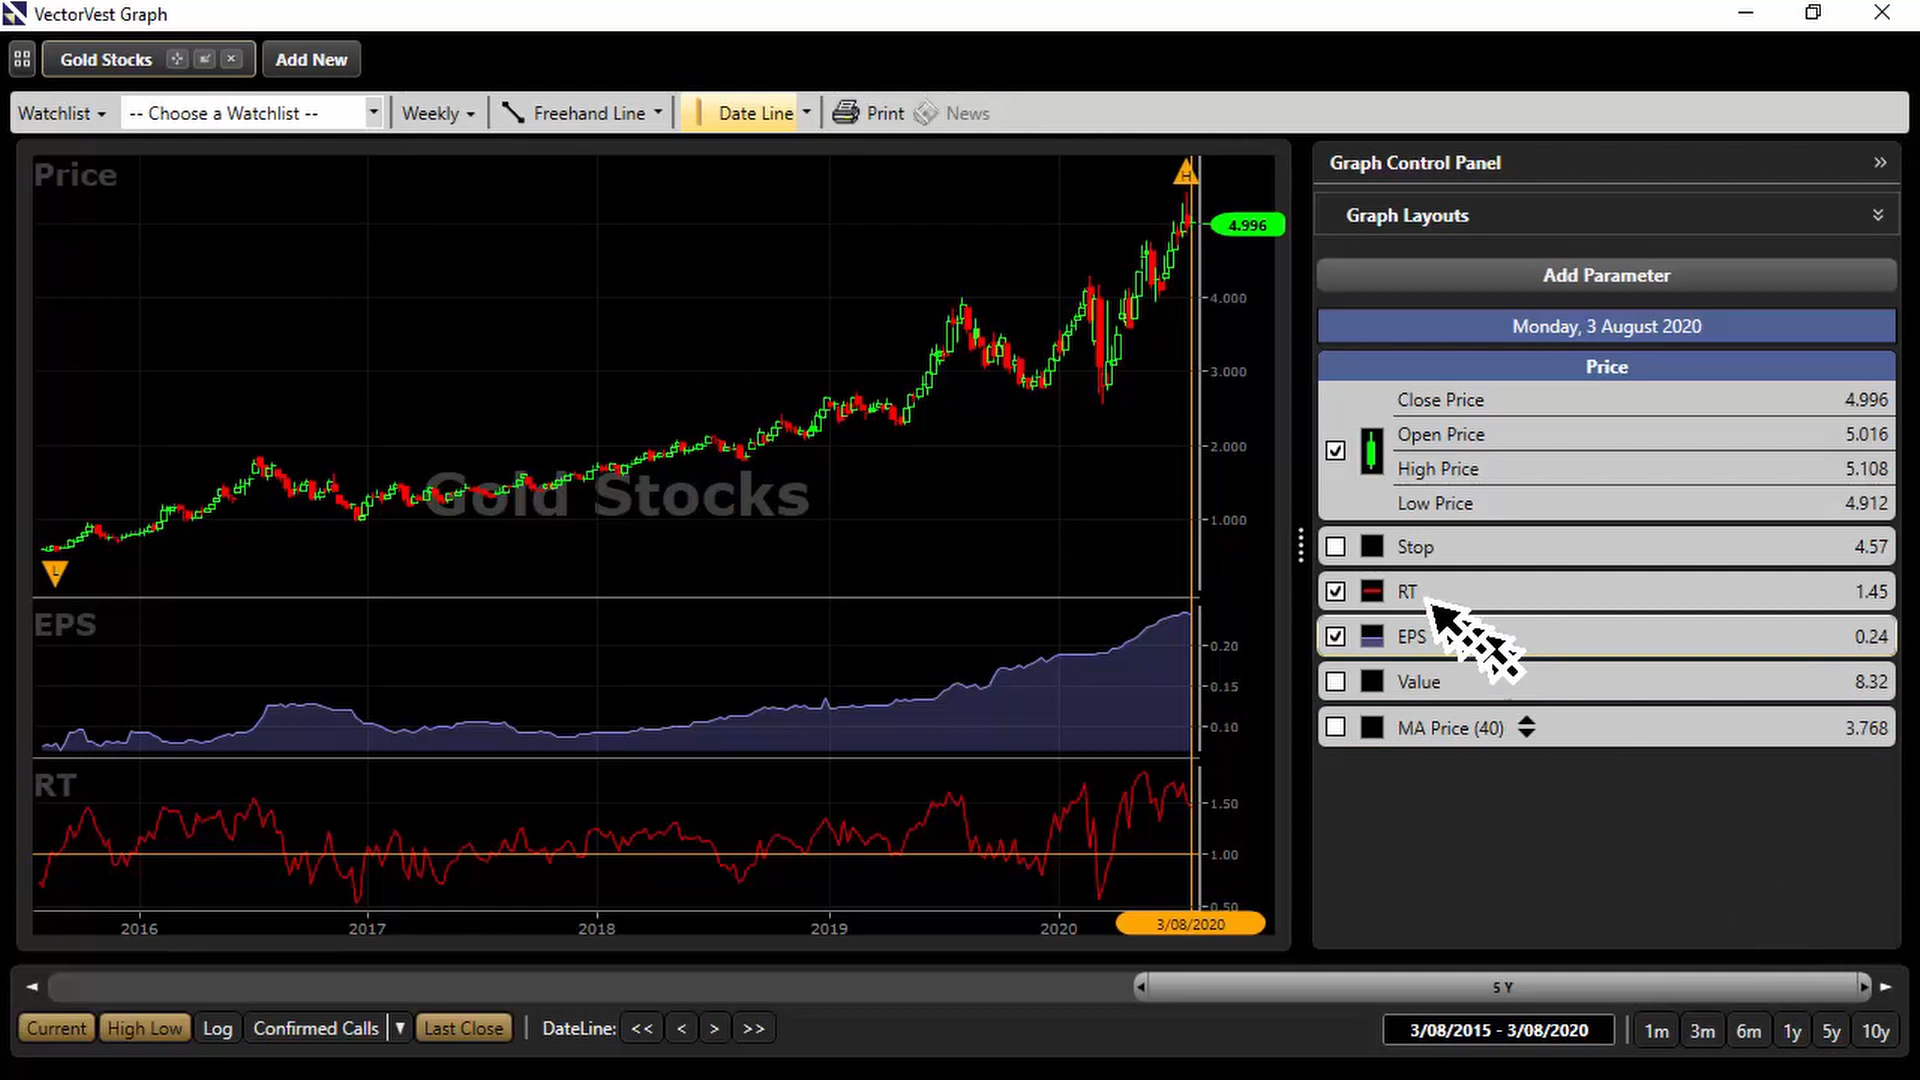 VectorVest Graph
Gold Stocks
Add New
Watchlist
-- Choose a Watchlist --
Weekly
Freehand Line
Date Line
Print
News
Price
H
4.996
4.000
3.000
2.000
1.000
Gold Stocks
L
EPS
0.20
0.15
0.10
RT
1.50
1.00
0.50
2016 2017 2018 2019 2020 3/08/2020
Graph Control Panel
Graph Layouts
Add Parameter
Monday, 3 August 2020
Price
Close Price 4.996
Open Price 5.016
High Price 5.108
Low Price 4.912
Stop 4.57
RT 1.45
EPS 0.24
Value 8.32
MA Price (40) 3.768
5 Y
Current
High Low
Log
Confirmed Calls
Last Close
DateLine: << < > >>
3/08/2015 - 3/08/2020
1m 3m 6m 1y 5y 10y